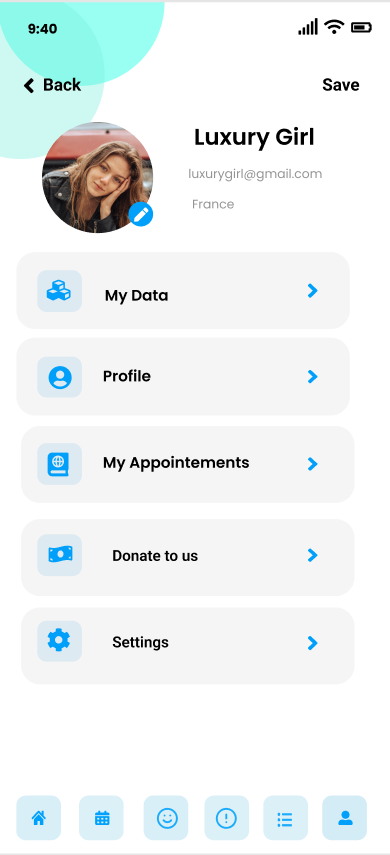 9:40
Back
Save
Luxury Girl
luxurygirl@gmail.com
France
My Data
Profile
My Appointements
Donate to us
Settings